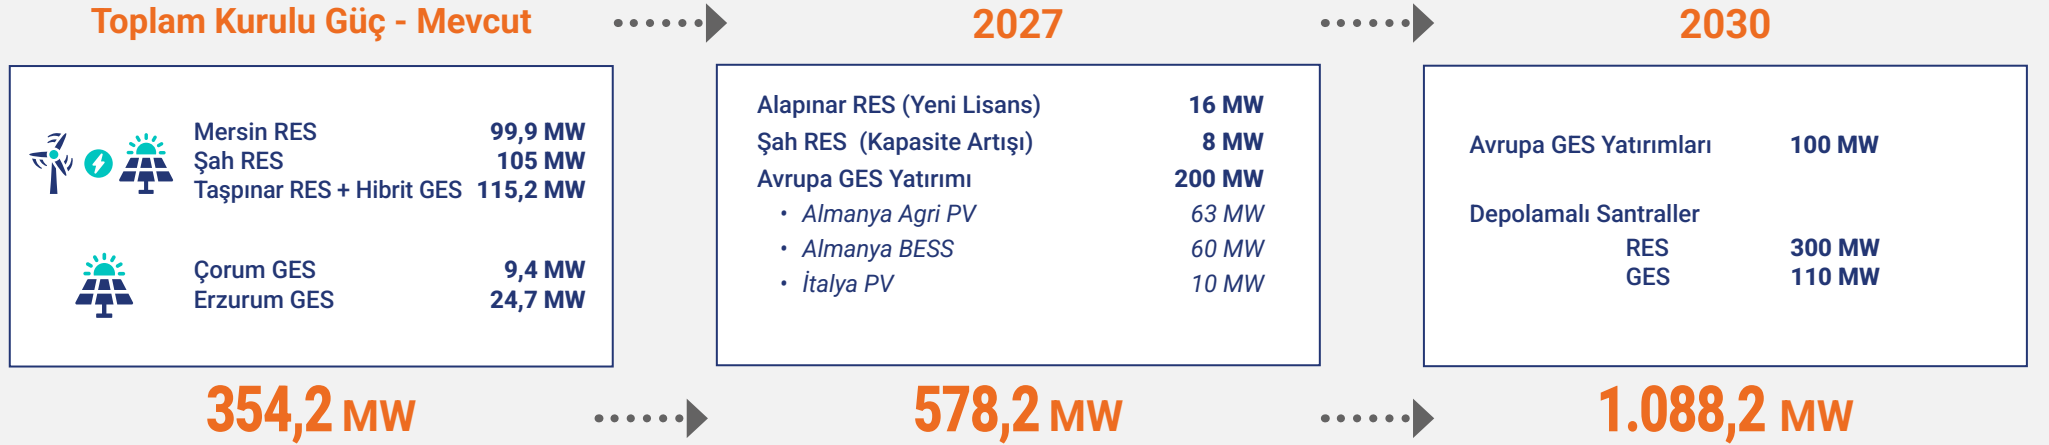 Toplam Kurulu Güç - Mevcut
2027
2030
Mersin RES 99,9 MW
Şah RES 105 MW
Taşpınar RES + Hibrit GES 115,2 MW
Çorum GES 9,4 MW
Erzurum GES 24,7 MW
Alapınar RES (Yeni Lisans) 16 MW
Şah RES (Kapasite Artışı) 8 MW
Avrupa GES Yatırımı 200 MW
• Almanya Agri PV 63 MW
• Almanya BESS 60 MW
• İtalya PV 10 MW
Avrupa GES Yatırımları 100 MW
Depolamalı Santraller
RES 300 MW
GES 110 MW
354,2 MW
578,2 MW
1.088,2 MW